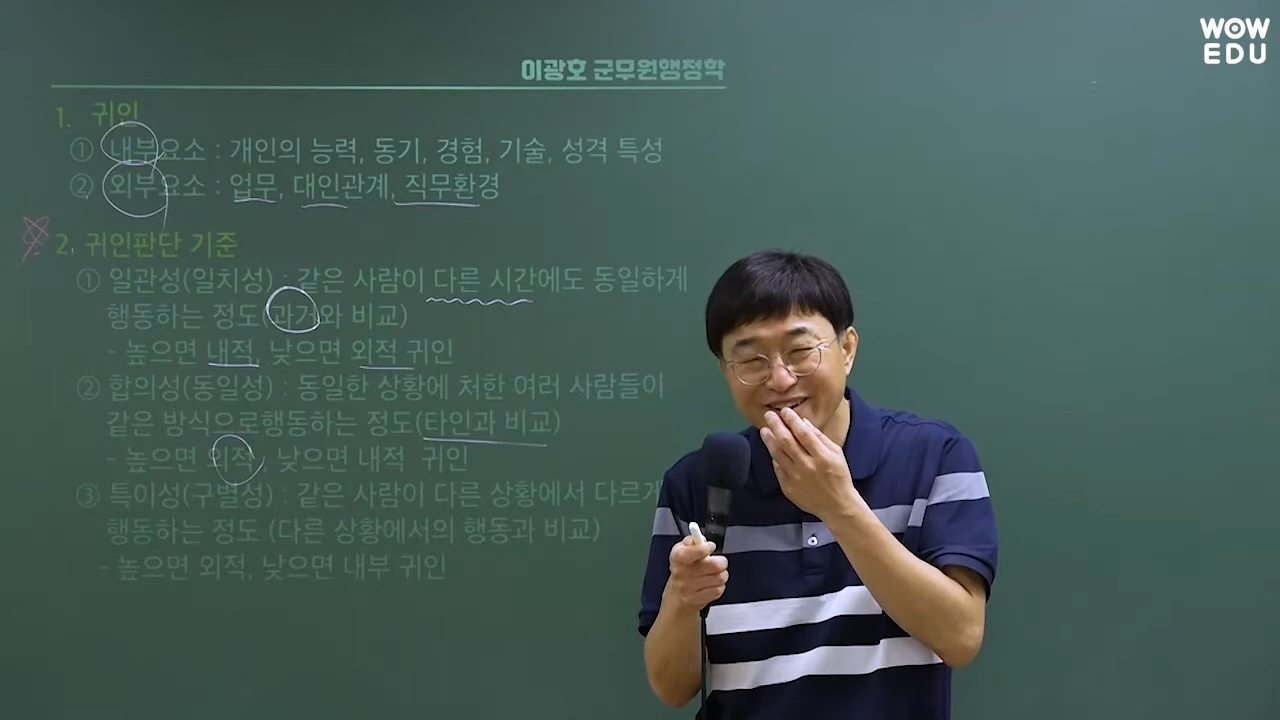 WOW
EDU
이광호 군무원행정학
1. 귀인
① 내부요소 : 개인의 능력, 동기, 경험, 기술, 성격 특성
② 외부요소 : 업무, 대인관계, 직무환경
2. 귀인판단 기준
① 일관성(일치성) : 같은 사람이 다른 시간에도 동일하게
행동하는 정도(과거와 비교)
- 높으면 내적, 낮으면 외적 귀인
② 합의성(동일성) : 동일한 상황에 처한 여러 사람들이
같은 방식으로행동하는 정도(타인과 비교)
- 높으면 외적, 낮으면 내적 귀인
③ 특이성(구별성) : 같은 사람이 다른 상황에서 다르게
행동하는 정도 (다른 상황에서의 행동과 비교)
- 높으면 외적, 낮으면 내부 귀인